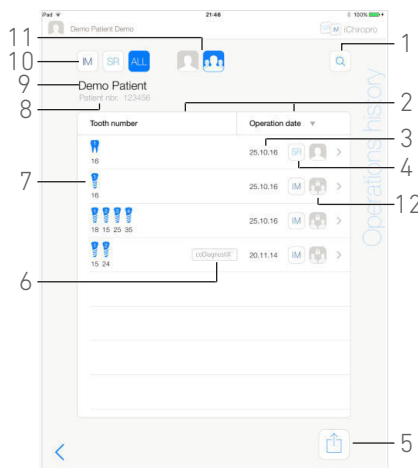 iPad 21:46 100%
Demo Patient Demo SR IM iChiropro
11
1
10 IM SR ALL
9 Demo Patient
8 Patient nbr. 123456
2
Tooth number Operation date
3
16 25.10.16 SR
4
7
16 25.10.16 IM
12
18 15 25 35 25.10.16 IM
15 24 coDiagnostiX 20.11.14 IM
6
5
Operations history